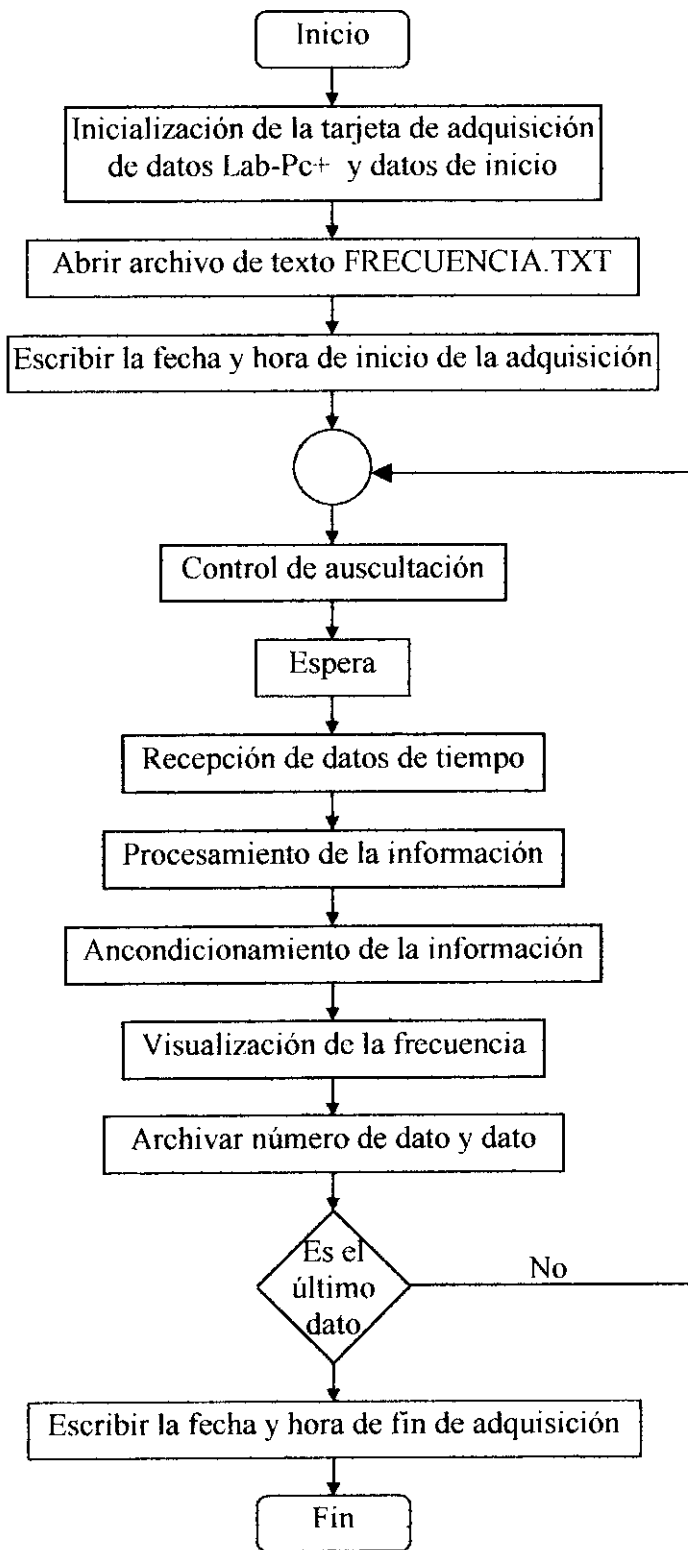 Inicio
Inicialización de la tarjeta de adquisición
de datos Lab-Pc+ y datos de inicio
Abrir archivo de texto FRECUENCIA.TXT
Escribir la fecha y hora de inicio de la adquisición
Control de auscultación
Espera
Recepción de datos de tiempo
Procesamiento de la información
Ancondicionamiento de la información
Visualización de la frecuencia
Archivar número de dato y dato
Es el
último
dato
No
Escribir la fecha y hora de fin de adquisición
Fin